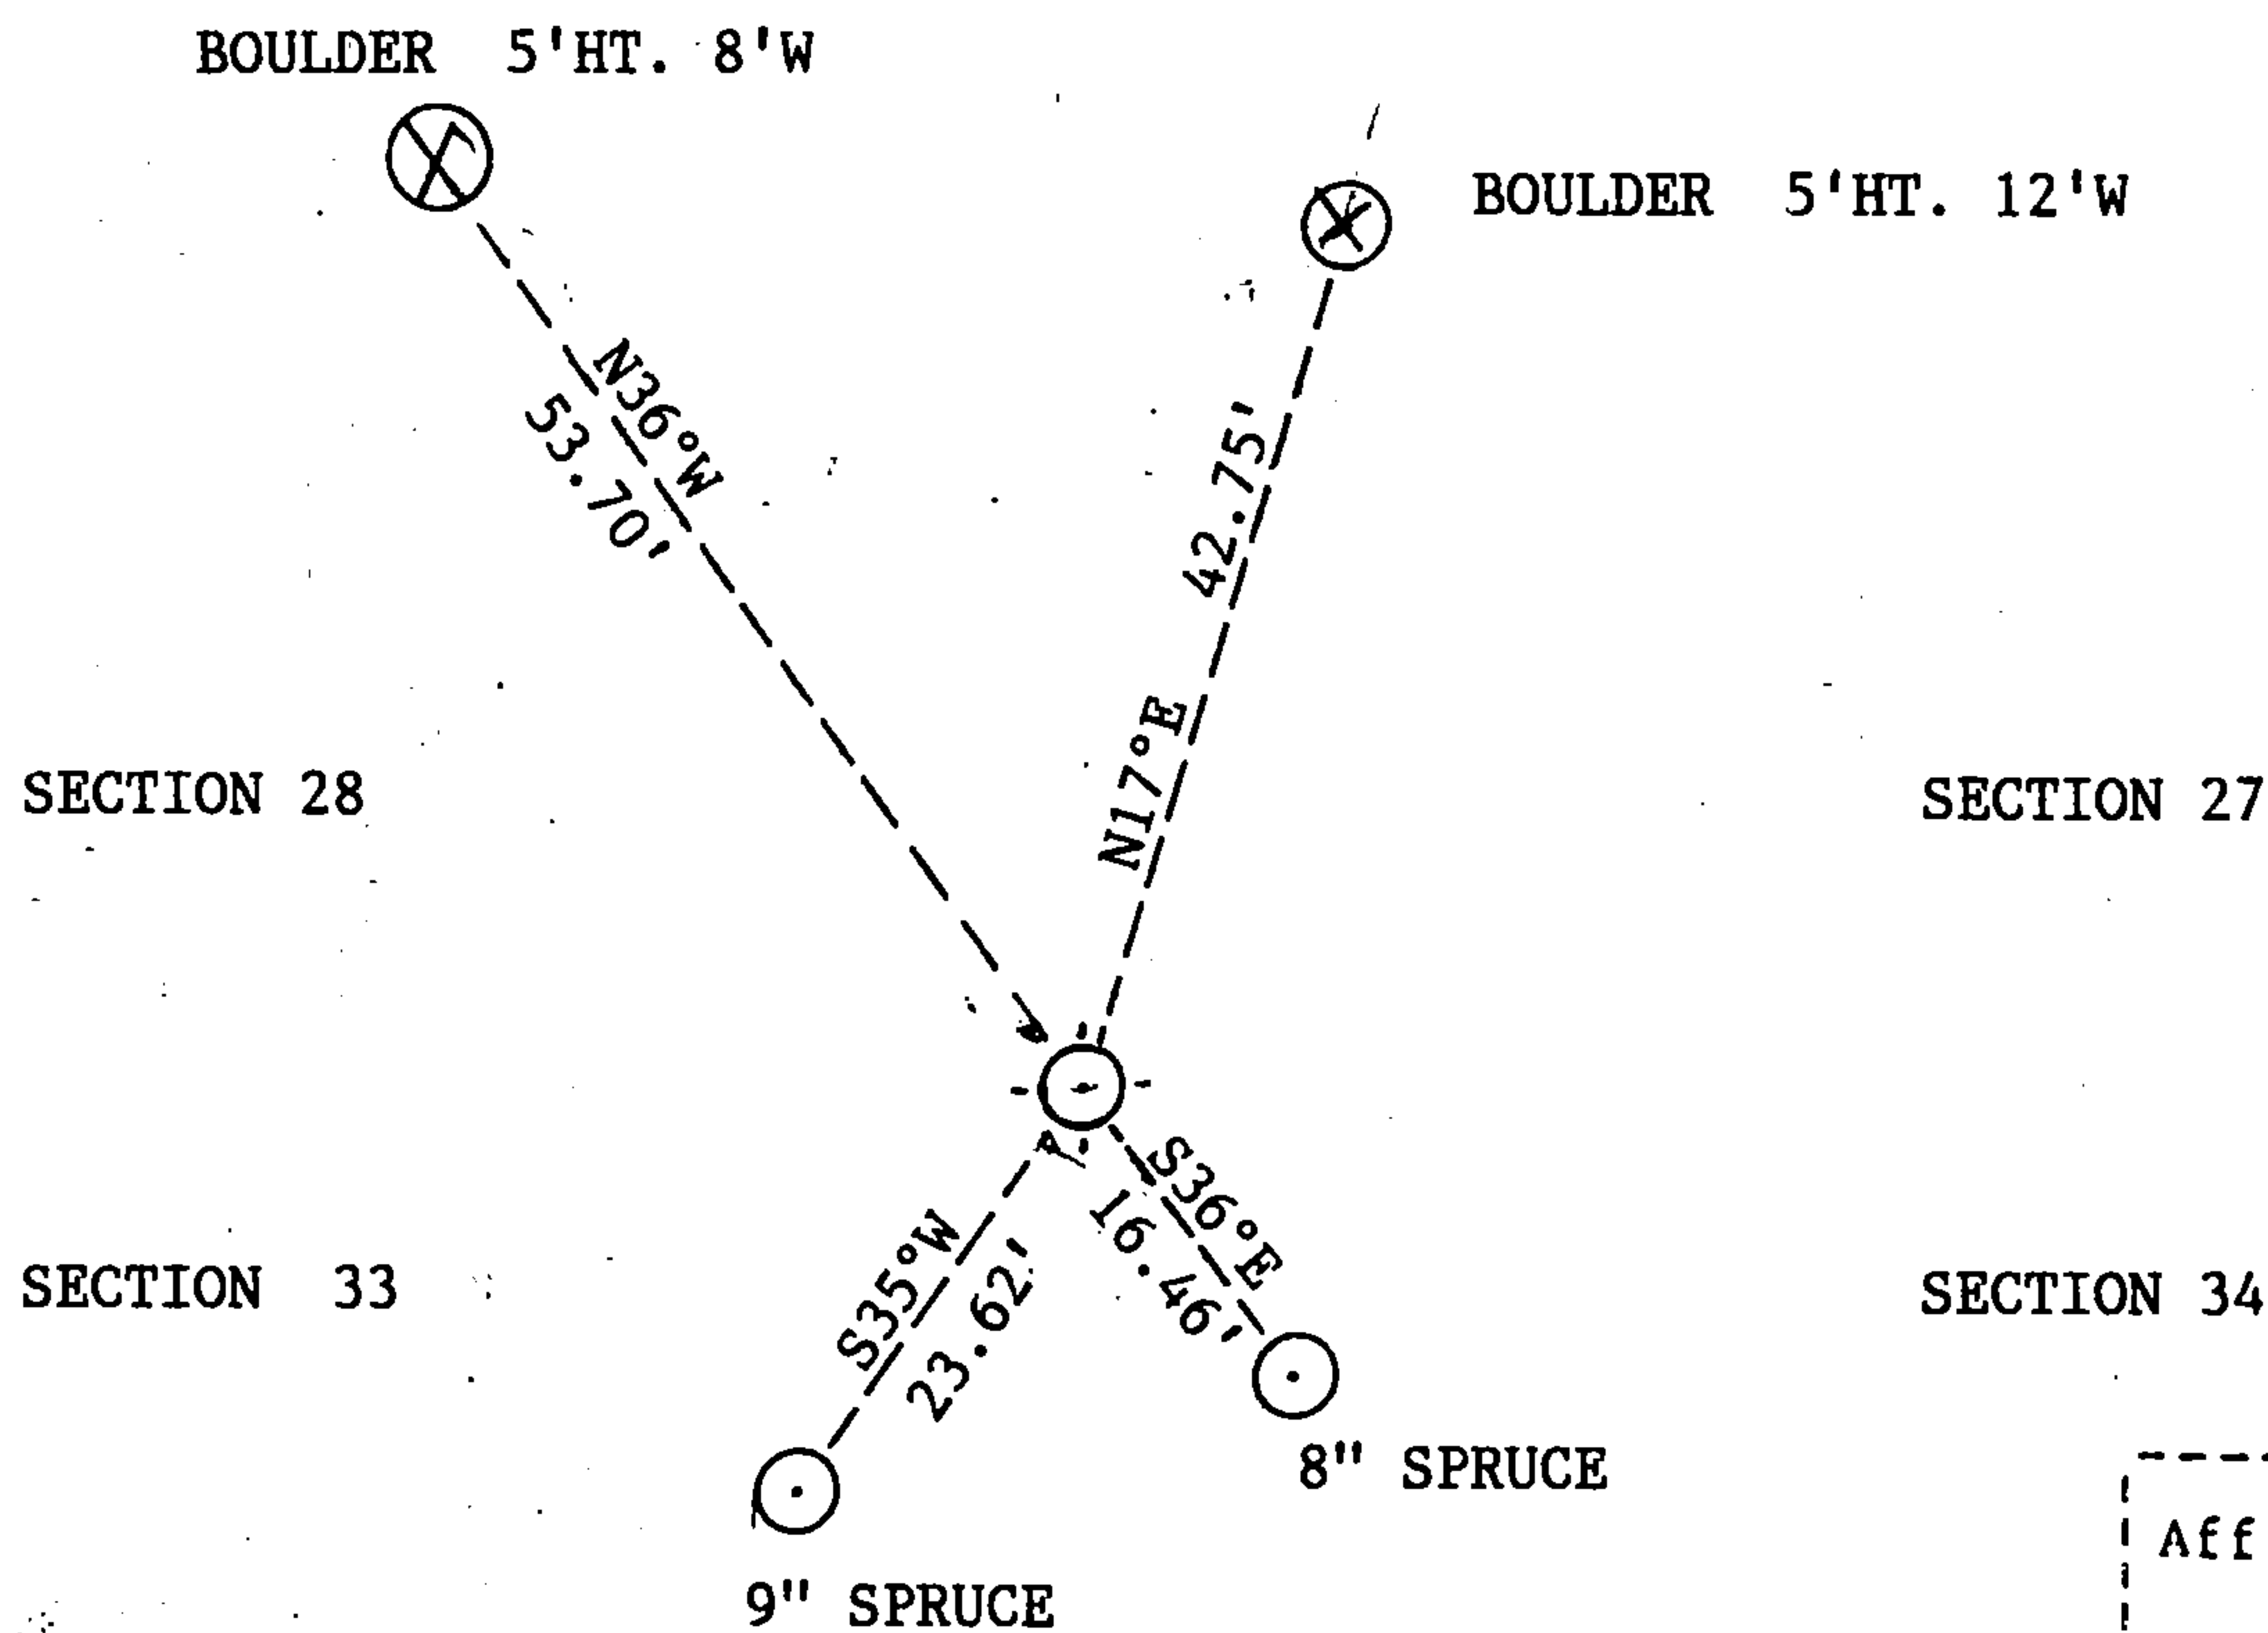 BOULDER 5'HT. 8'W
BOULDER 5'HT. 12'W
N36°W
53.70'
42.75'
N17°E
SECTION 28
SECTION 27
S36°E
16.46'
S35°W
23.62'
SECTION 33
SECTION 34
8" SPRUCE
9" SPRUCE
Aff